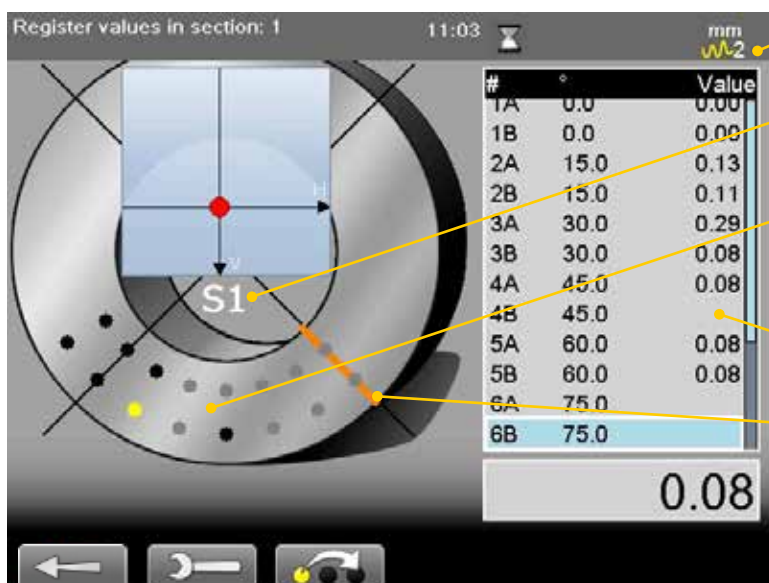 Register values in section: 1 11:03 mm
2
# ° Value
1A 0.0 0.00
1B 0.0 0.00
2A 15.0 0.13
2B 15.0 0.11
3A 30.0 0.29
3B 30.0 0.08
4A 45.0 0.08
4B 45.0
5A 60.0 0.08
5B 60.0 0.08
6A 75.0
6B 75.0
H
V
S1
0.08